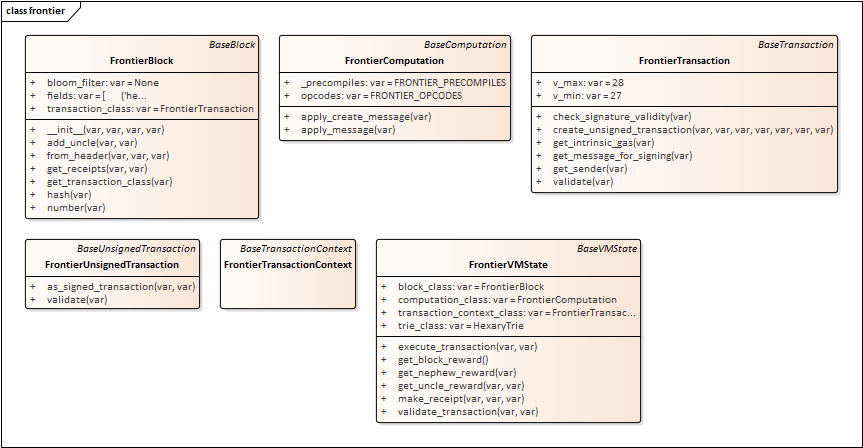 class frontier
BaseBlock
FrontierBlock
+ bloom_filter: var = None
+ fields: var = [ ('he...
+ transaction_class: var = FrontierTransaction
+ __init__(var, var, var, var)
+ add_uncle(var, var)
+ from_header(var, var, var)
+ get_receipts(var, var)
+ get_transaction_class(var)
+ hash(var)
+ number(var)
BaseComputation
FrontierComputation
+ _precompiles: var = FRONTIER_PRECOMPILES
+ opcodes: var = FRONTIER_OPCODES
+ apply_create_message(var)
+ apply_message(var)
BaseTransaction
FrontierTransaction
+ v_max: var = 28
+ v_min: var = 27
+ check_signature_validity(var)
+ create_unsigned_transaction(var, var, var, var, var, var, var)
+ get_intrinsic_gas(var)
+ get_message_for_signing(var)
+ get_sender(var)
+ validate(var)
BaseUnsignedTransaction
FrontierUnsignedTransaction
+ as_signed_transaction(var, var)
+ validate(var)
BaseTransactionContext
FrontierTransactionContext
BaseVMState
FrontierVMState
+ block_class: var = FrontierBlock
+ computation_class: var = FrontierComputation
+ transaction_context_class: var = FrontierTransac...
+ trie_class: var = HexaryTrie
+ execute_transaction(var, var)
+ get_block_reward()
+ get_nephew_reward(var)
+ get_uncle_reward(var, var)
+ make_receipt(var, var, var)
+ validate_transaction(var, var)